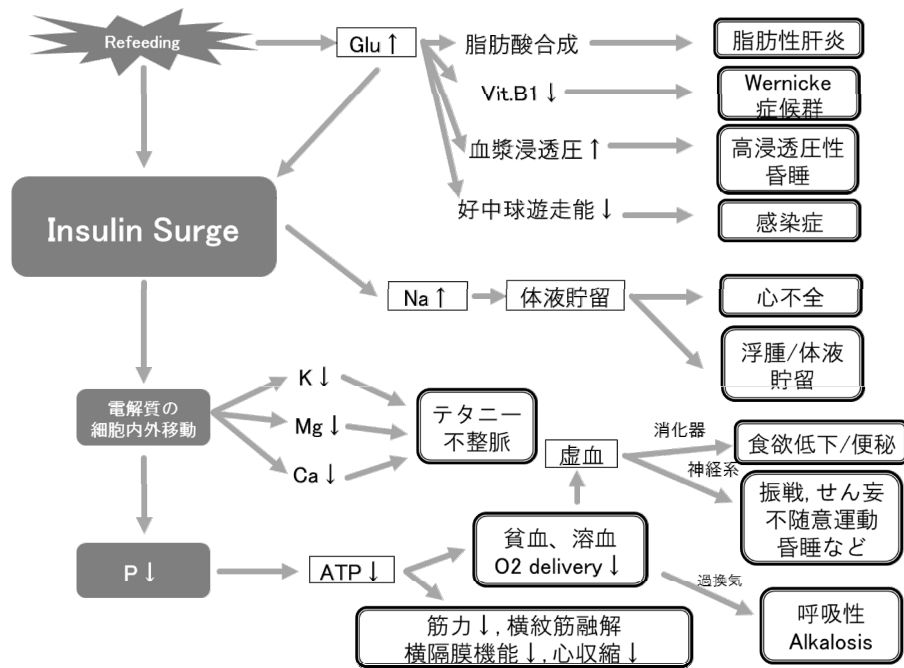 Refeeding
Glu ↑
脂肪酸合成
脂肪性肝炎
Vit.B1 ↓
Wernicke
症候群
血漿浸透圧 ↑
高浸透圧性
昏睡
好中球遊走能 ↓
感染症
Insulin Surge
Na ↑
体液貯留
心不全
浮腫/体液
貯留
電解質の
細胞内外移動
K ↓
Mg ↓
Ca ↓
テタニー
不整脈
虚血
消化器
食欲低下/便秘
神経系
振戦, せん妄
不随意運動
昏睡など
P ↓
ATP ↓
貧血、溶血
O2 delivery ↓
過換気
呼吸性
Alkalosis
筋力 ↓, 横紋筋融解
横隔膜機能 ↓, 心収縮 ↓